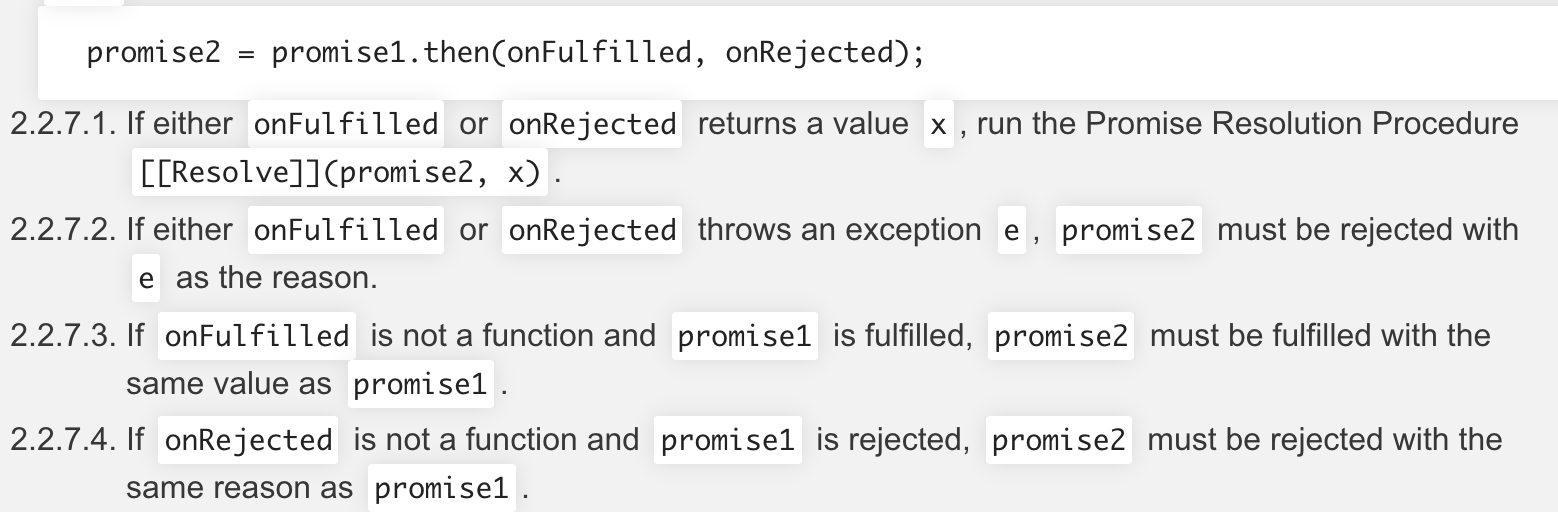 promise2 = promise1.then(onFulfilled, onRejected);
2.2.7.1. If either onFulfilled or onRejected returns a value x , run the Promise Resolution Procedure
[[Resolve]](promise2, x) .
2.2.7.2. If either onFulfilled or onRejected throws an exception e , promise2 must be rejected with
e as the reason.
2.2.7.3. If onFulfilled is not a function and promise1 is fulfilled, promise2 must be fulfilled with the
same value as promise1 .
2.2.7.4. If onRejected is not a function and promise1 is rejected, promise2 must be rejected with the
same reason as promise1 .